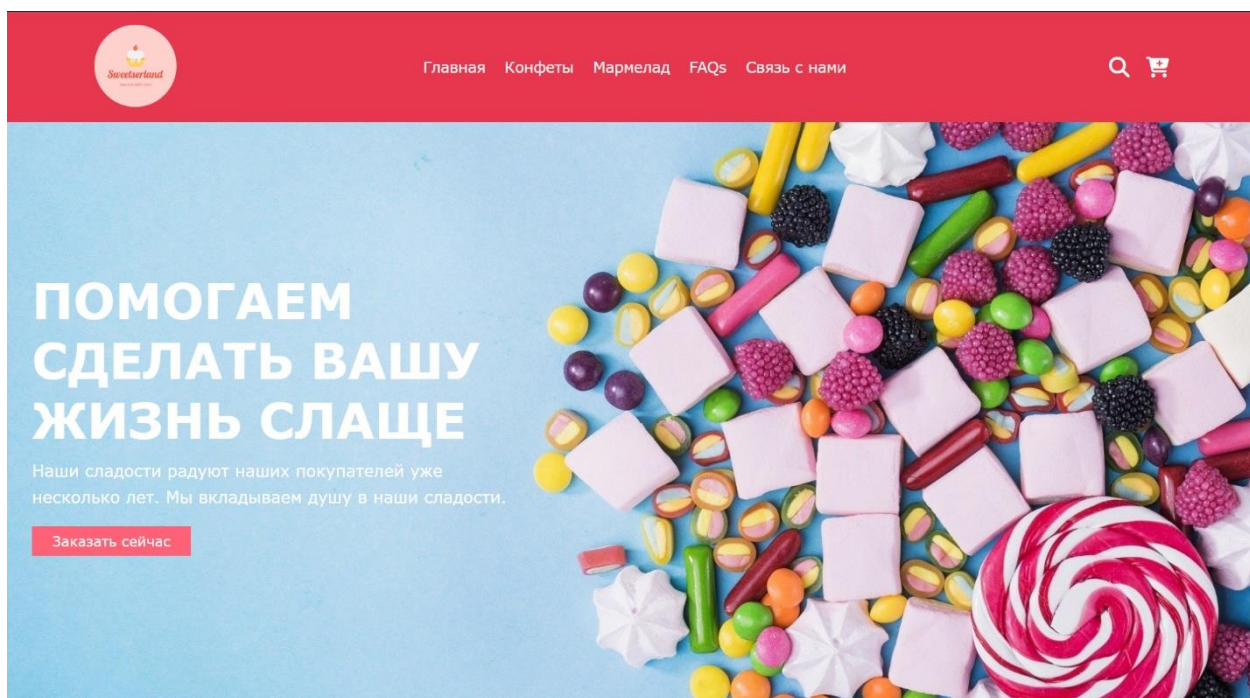 Sweetserland
Главная Конфеты Мармелад FAQs Связь с нами
ПОМОГАЕМ
СДЕЛАТЬ ВАШУ
ЖИЗНЬ СЛАЩЕ
Наши сладости радуют наших покупателей уже
несколько лет. Мы вкладываем душу в наши сладости.
Заказать сейчас